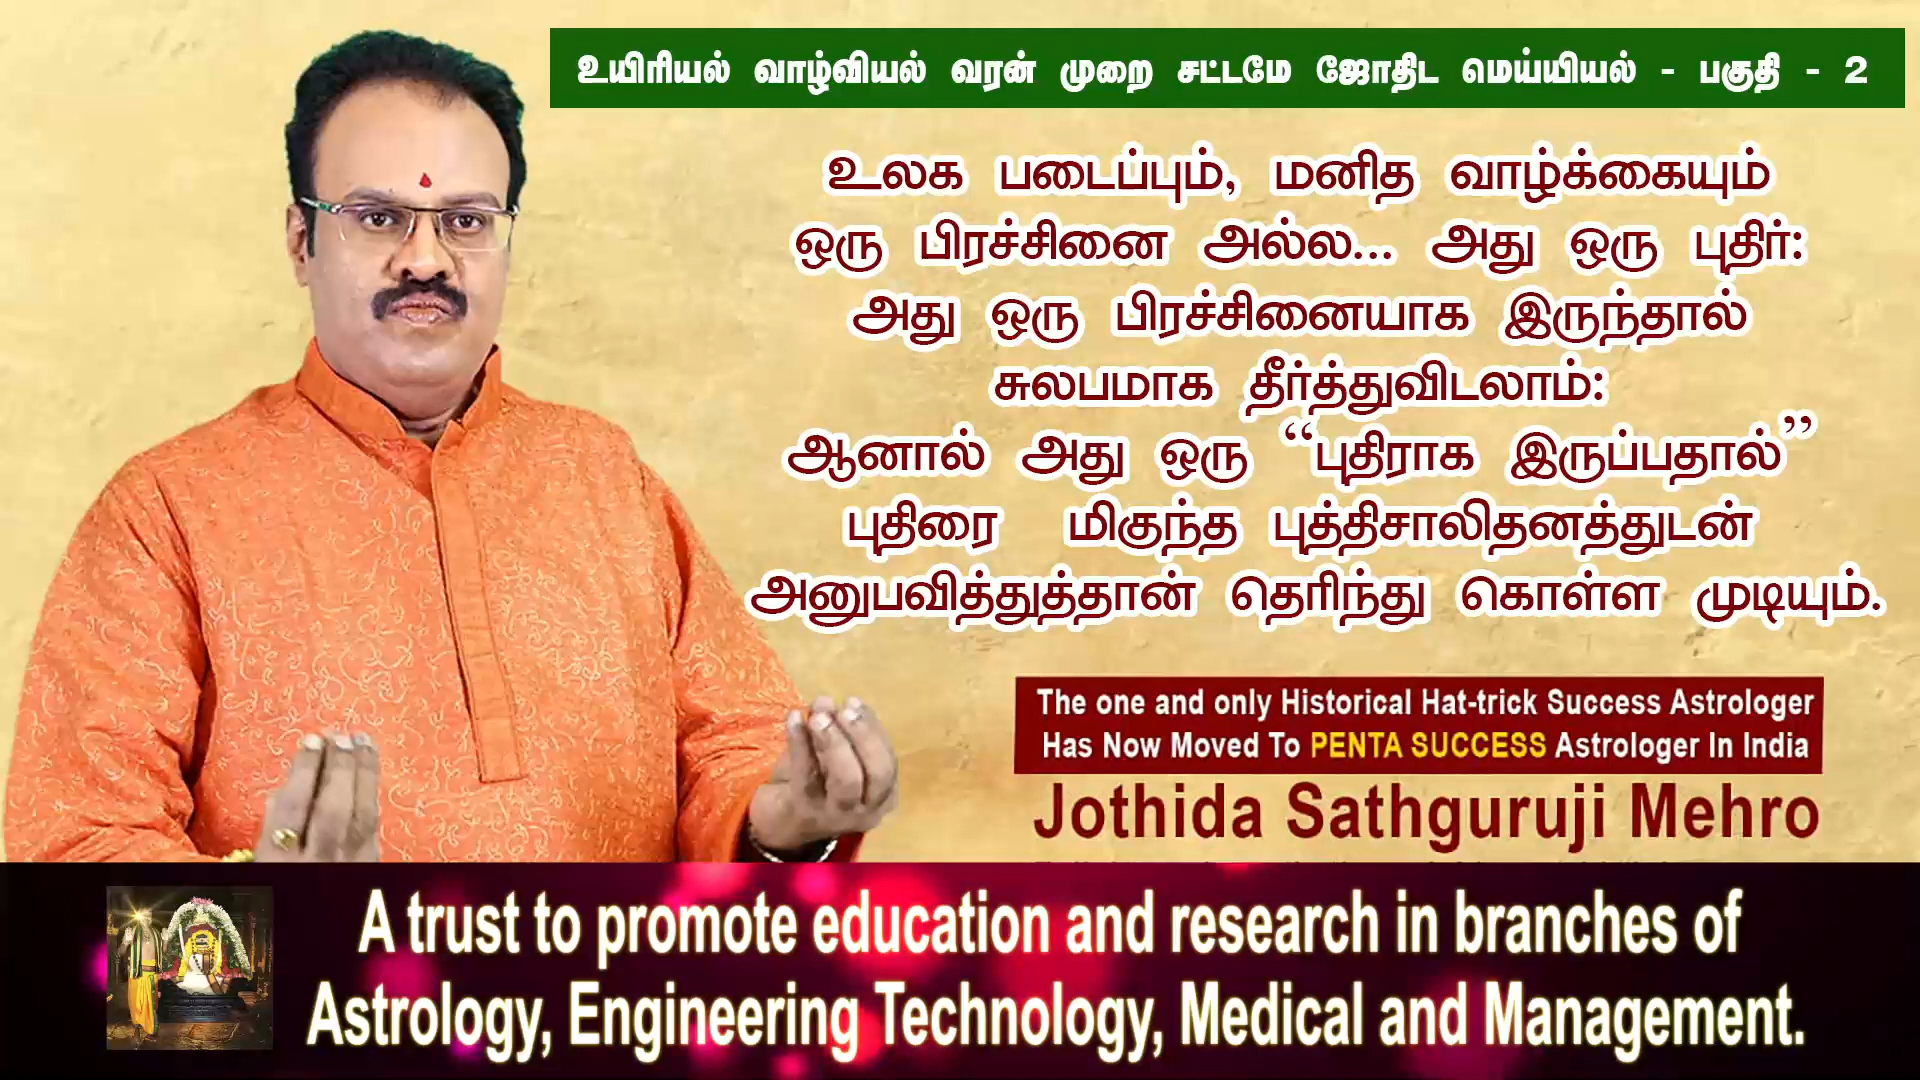 உயிரியல் வாழ்வியல் வரன் முறை சட்டமே ஜோதிட மெய்யியல் - பகுதி - 2
உலக படைப்பும், மனித வாழ்க்கையும்
ஒரு பிரச்சினை அல்ல... அது ஒரு புதிர்:
அது ஒரு பிரச்சினையாக இருந்தால்
சுலபமாக தீர்த்துவிடலாம்:
ஆனால் அது ஒரு “புதிராக இருப்பதால்”
புதிரை மிகுந்த புத்திசாலிதனத்துடன்
அனுபவித்துத்தான் தெரிந்து கொள்ள முடியும்.
The one and only Historical Hat-trick Success Astrologer
Has Now Moved To PENTA SUCCESS Astrologer In India
Jothida Sathguruji Mehro
A trust to promote education and research in branches of
Astrology, Engineering Technology, Medical and Management.